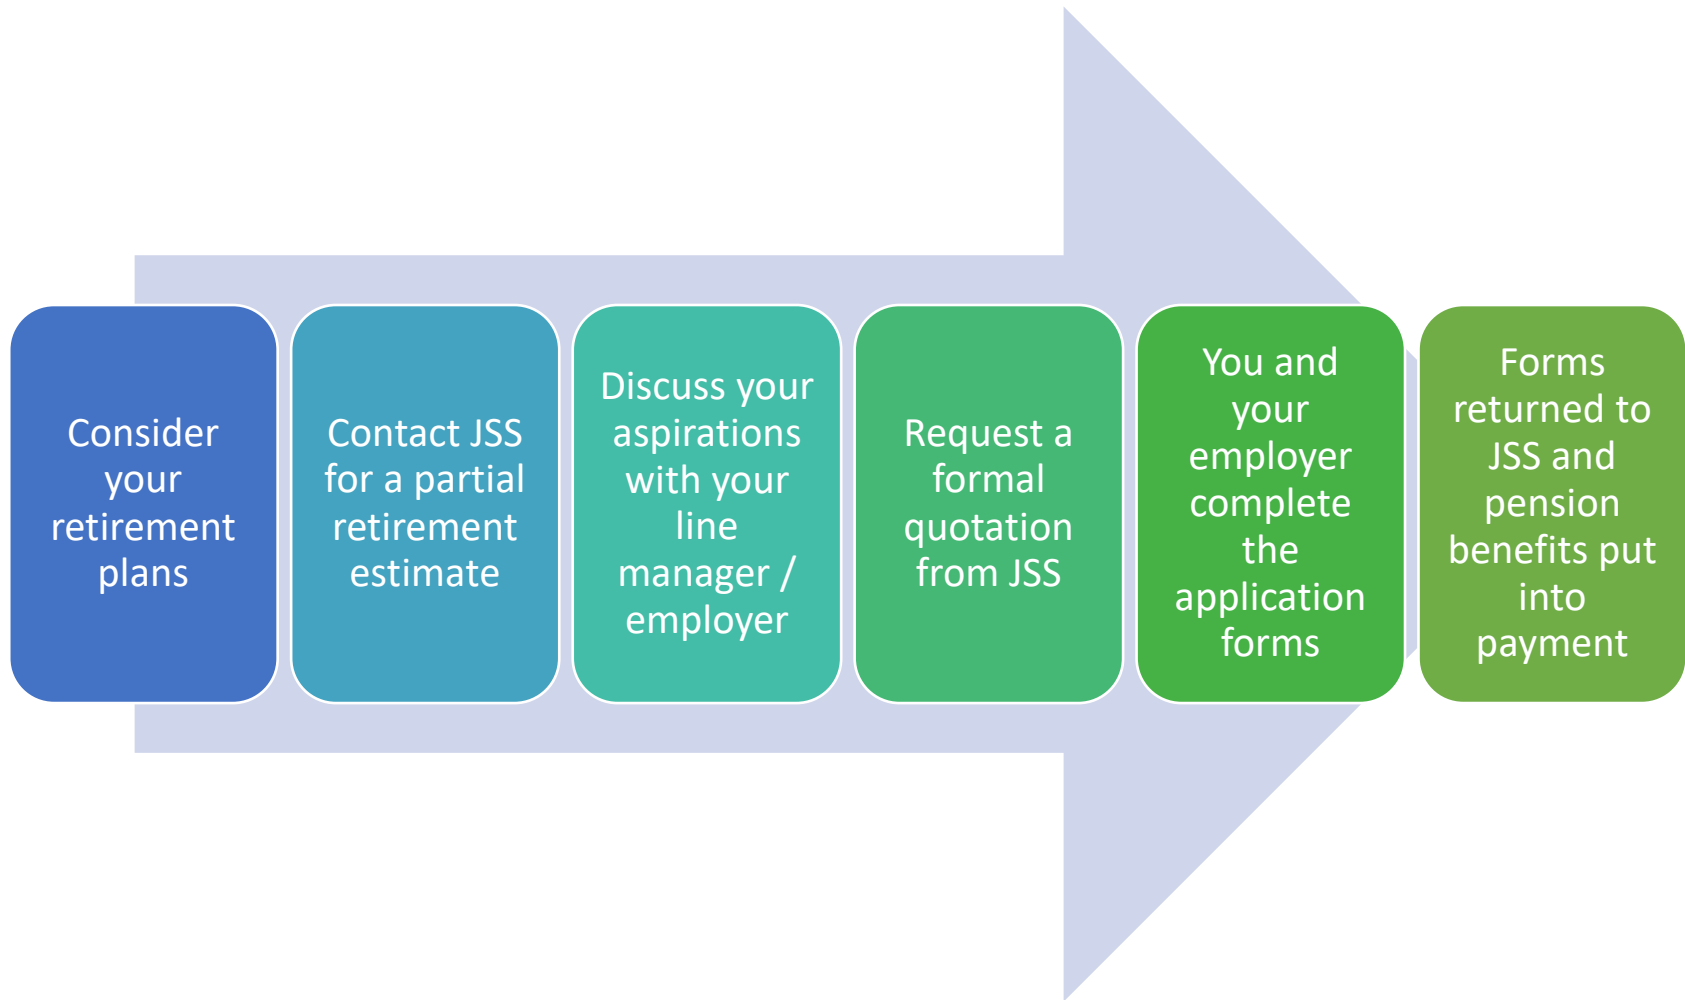 Consider
your
retirement
plans
Contact JSS
for a partial
retirement
estimate
Discuss your
aspirations
with your
line
manager /
employer
Request a
formal
quotation
from JSS
You and
your
employer
complete
the
application
forms
Forms
returned to
JSS and
pension
benefits put
into
payment